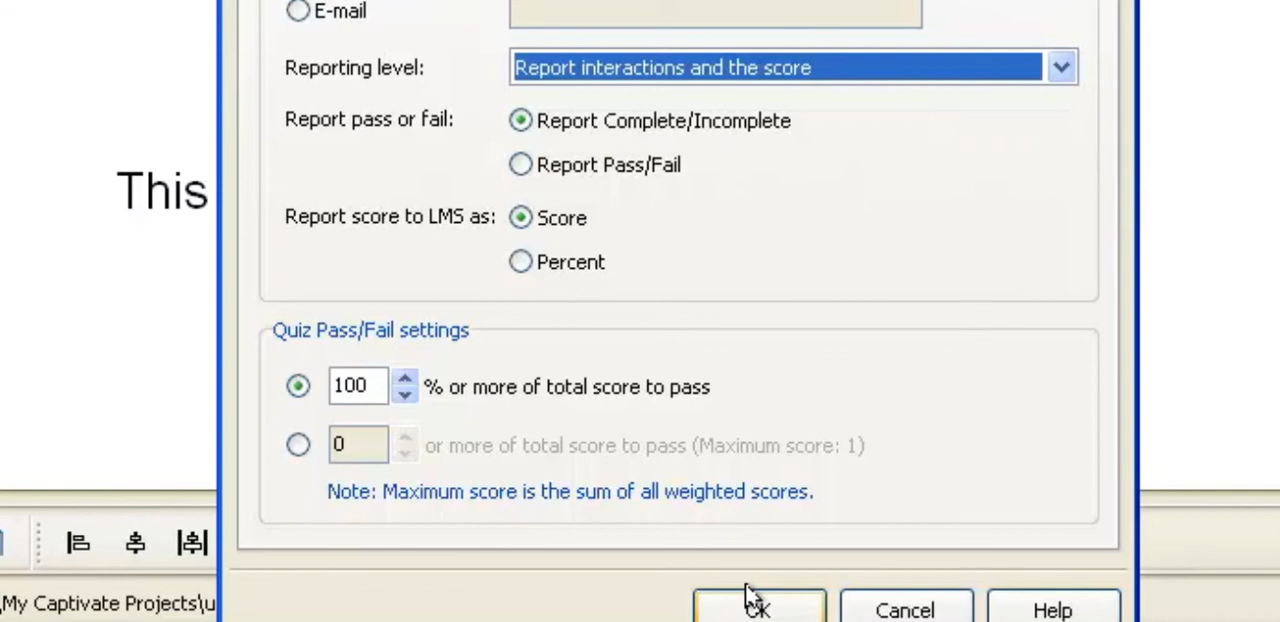 E-mail
Reporting level: Report interactions and the score
Report pass or fail: Report Complete/Incomplete
Report Pass/Fail
This
Report score to LMS as: Score
Percent
Quiz Pass/Fail settings
100 % or more of total score to pass
0 or more of total score to pass (Maximum score: 1)
Note: Maximum score is the sum of all weighted scores.
\My Captivate Projects\u
OK Cancel Help